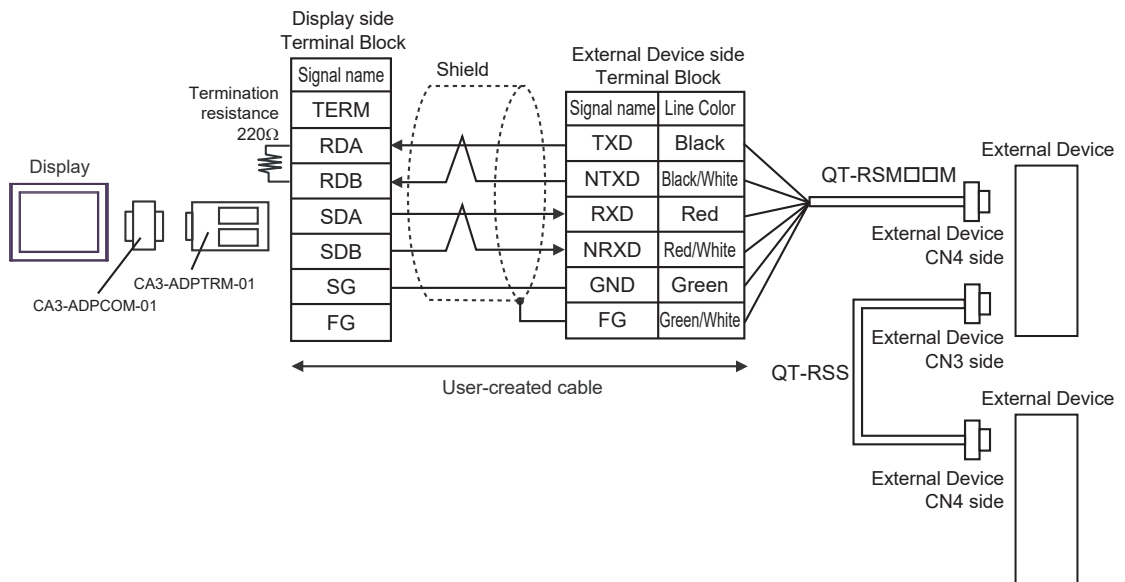 Display side
Terminal Block
Signal name
TERM
RDA
RDB
SDA
SDB
SG
FG
Termination
resistance
220Ω
Shield
External Device side
Terminal Block
Signal name Line Color
TXD Black
NTXD Black/White
RXD Red
NRXD Red/White
GND Green
FG Green/White
Display
CA3-ADPCOM-01
CA3-ADPTRM-01
User-created cable
QT-RSM□□M
External Device
External Device
CN4 side
External Device
CN3 side
QT-RSS
External Device
External Device
CN4 side